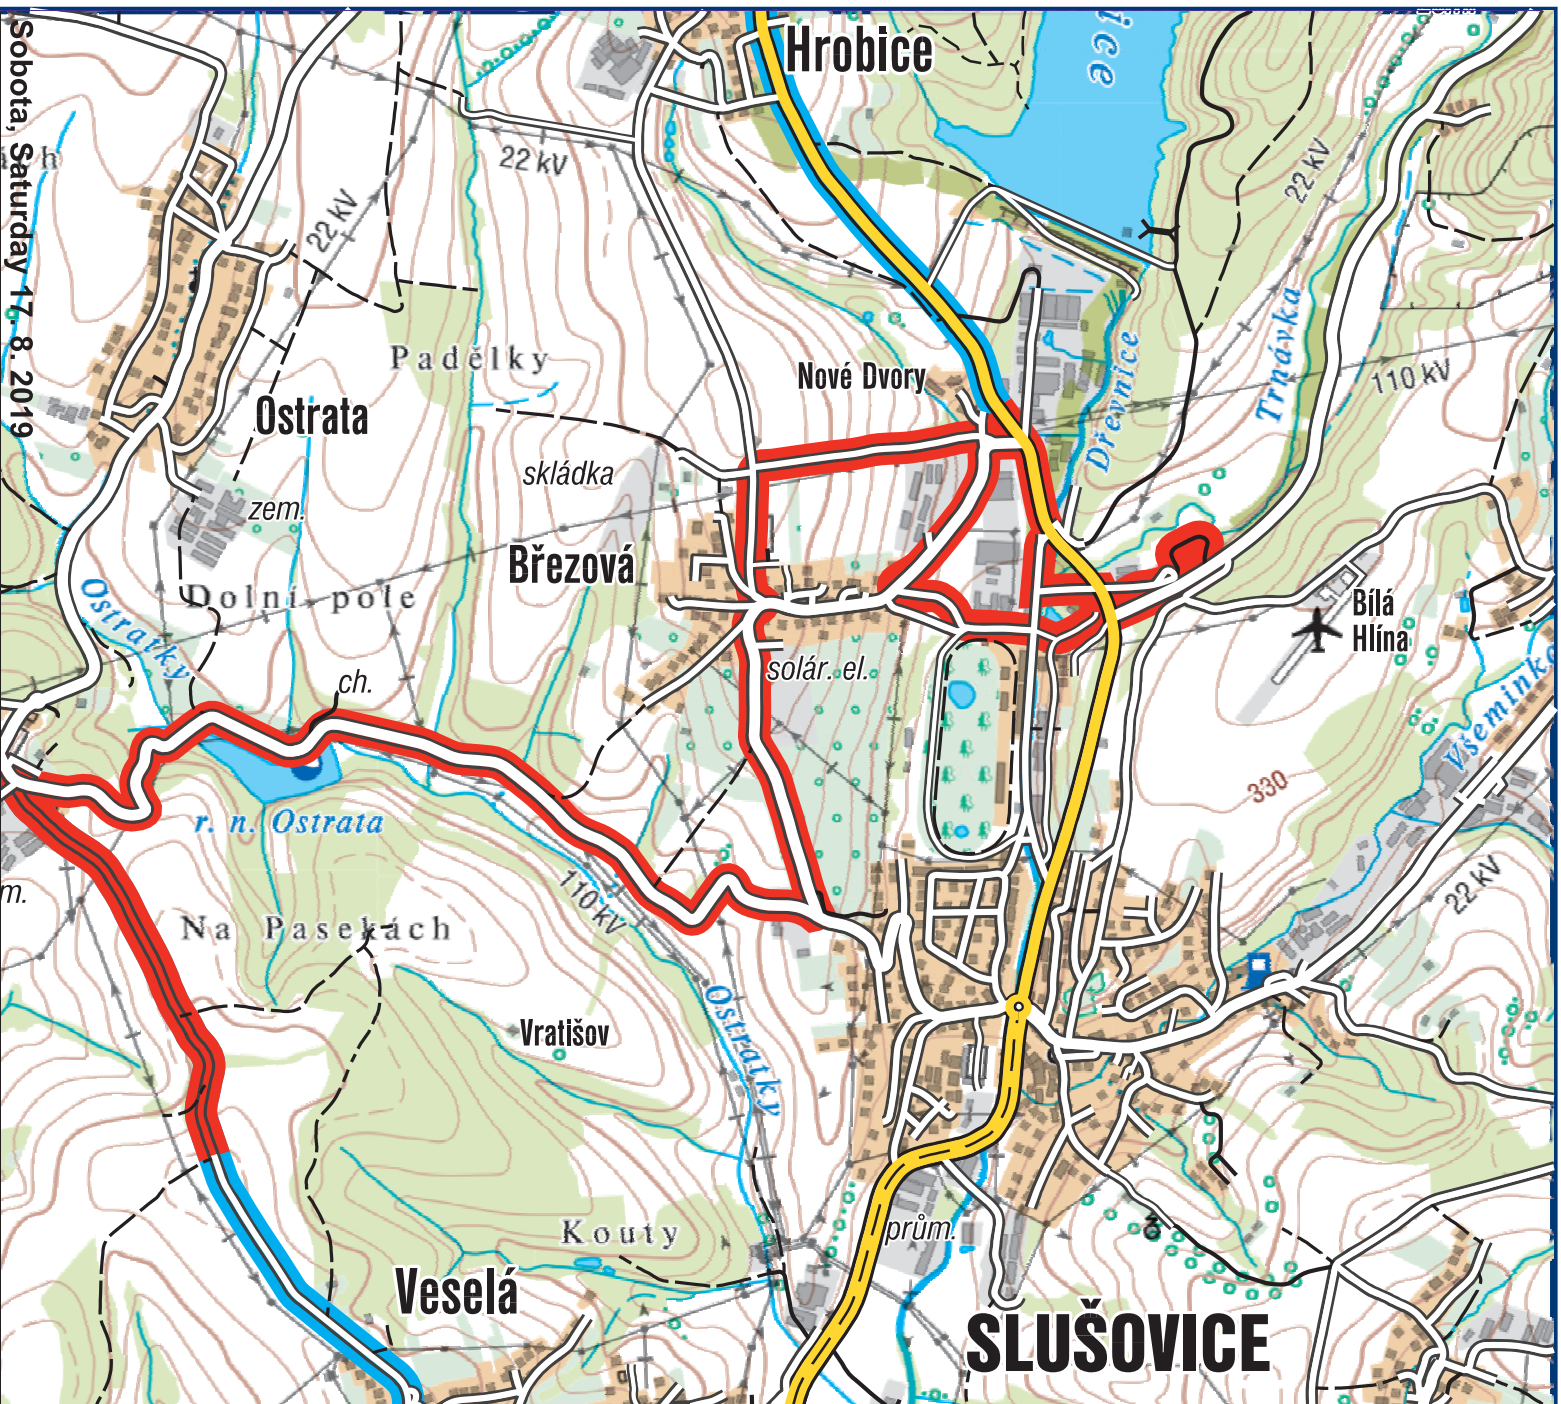 Sobota, Saturday 17. 8. 2019
Hrobice
ice
22 kV
22 kV
22 kV
Padělky
Nové Dvory
Dřevnice
Trnávka
110 kV
Ostrata
skládka
zem.
Březová
Dolní pole
Ostratky
Bílá
Hlína
solár. el.
ch.
Všeminka
330
r. n. Ostrata
m.
110 kV
22 kV
Na Pasekách
Ostratky
Vratišov
Kouty
prům.
Veselá
SLUŠOVICE